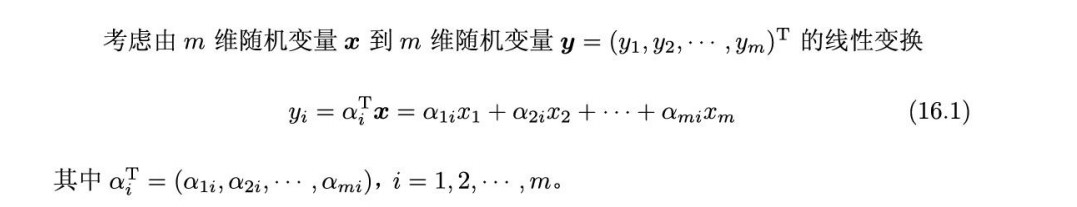 考虑由 m 维随机变量 x 到 m 维随机变量 y = (y₁, y₂, ⋯ , yₘ)ᵀ 的线性变换
yᵢ = αᵢᵀx = α₁ᵢx₁ + α₂ᵢx₂ + ⋯ + αₘᵢxₘ (16.1)
其中 αᵢᵀ = (α₁ᵢ, α₂ᵢ, ⋯ , αₘᵢ)，i = 1, 2, ⋯ , m。